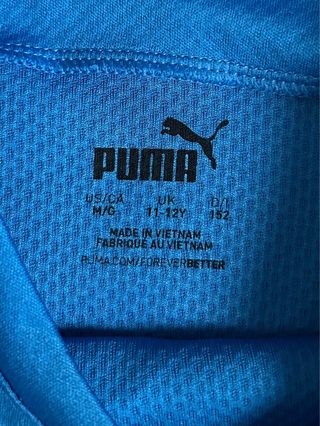 PUMA
US/CA UK D/I
M/G 11-12Y 152
MADE IN VIETNAM
FABRIQUÉ AU VIETNAM
PUMA.COM/FOREVERBETTER